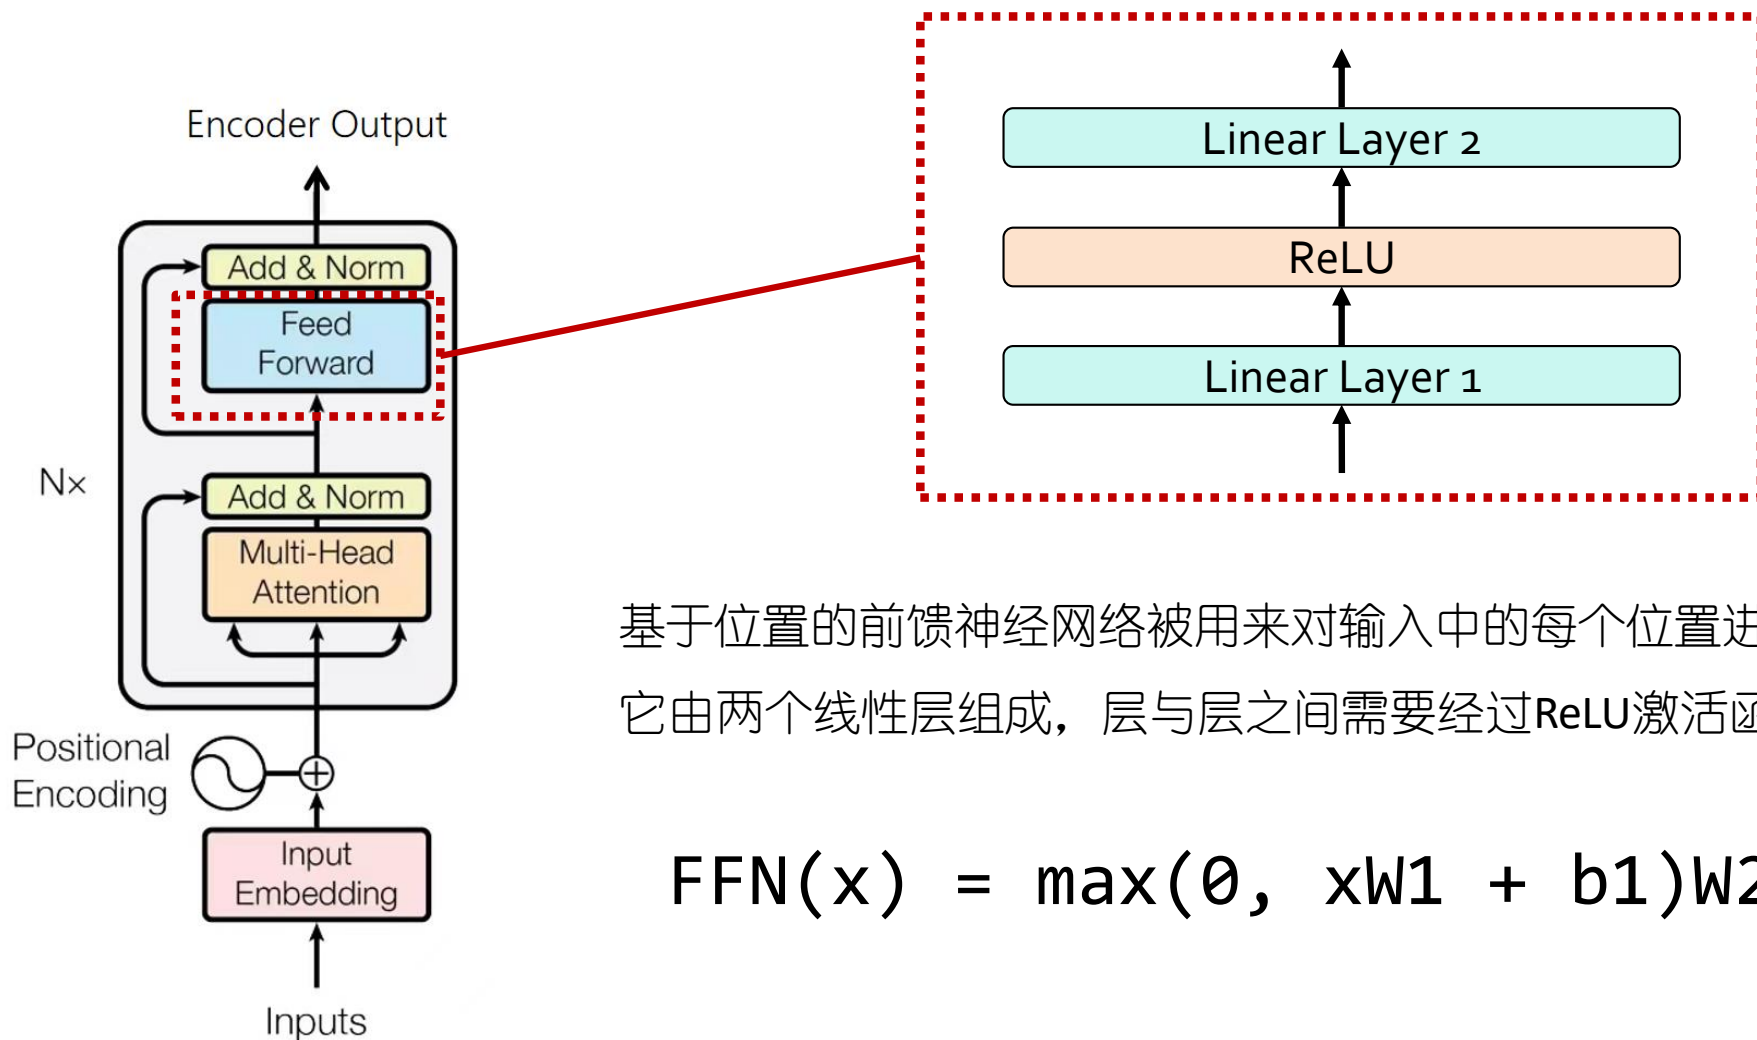 Encoder Output
Add & Norm
Feed
Forward
Nx
Add & Norm
Multi-Head
Attention
Positional
Encoding
Input
Embedding
Inputs
Linear Layer 2
ReLU
Linear Layer 1
基于位置的前馈神经网络被用来对输入中的每个位置进
它由两个线性层组成，层与层之间需要经过ReLU激活函
FFN(x) = max(0, xW1 + b1)W2